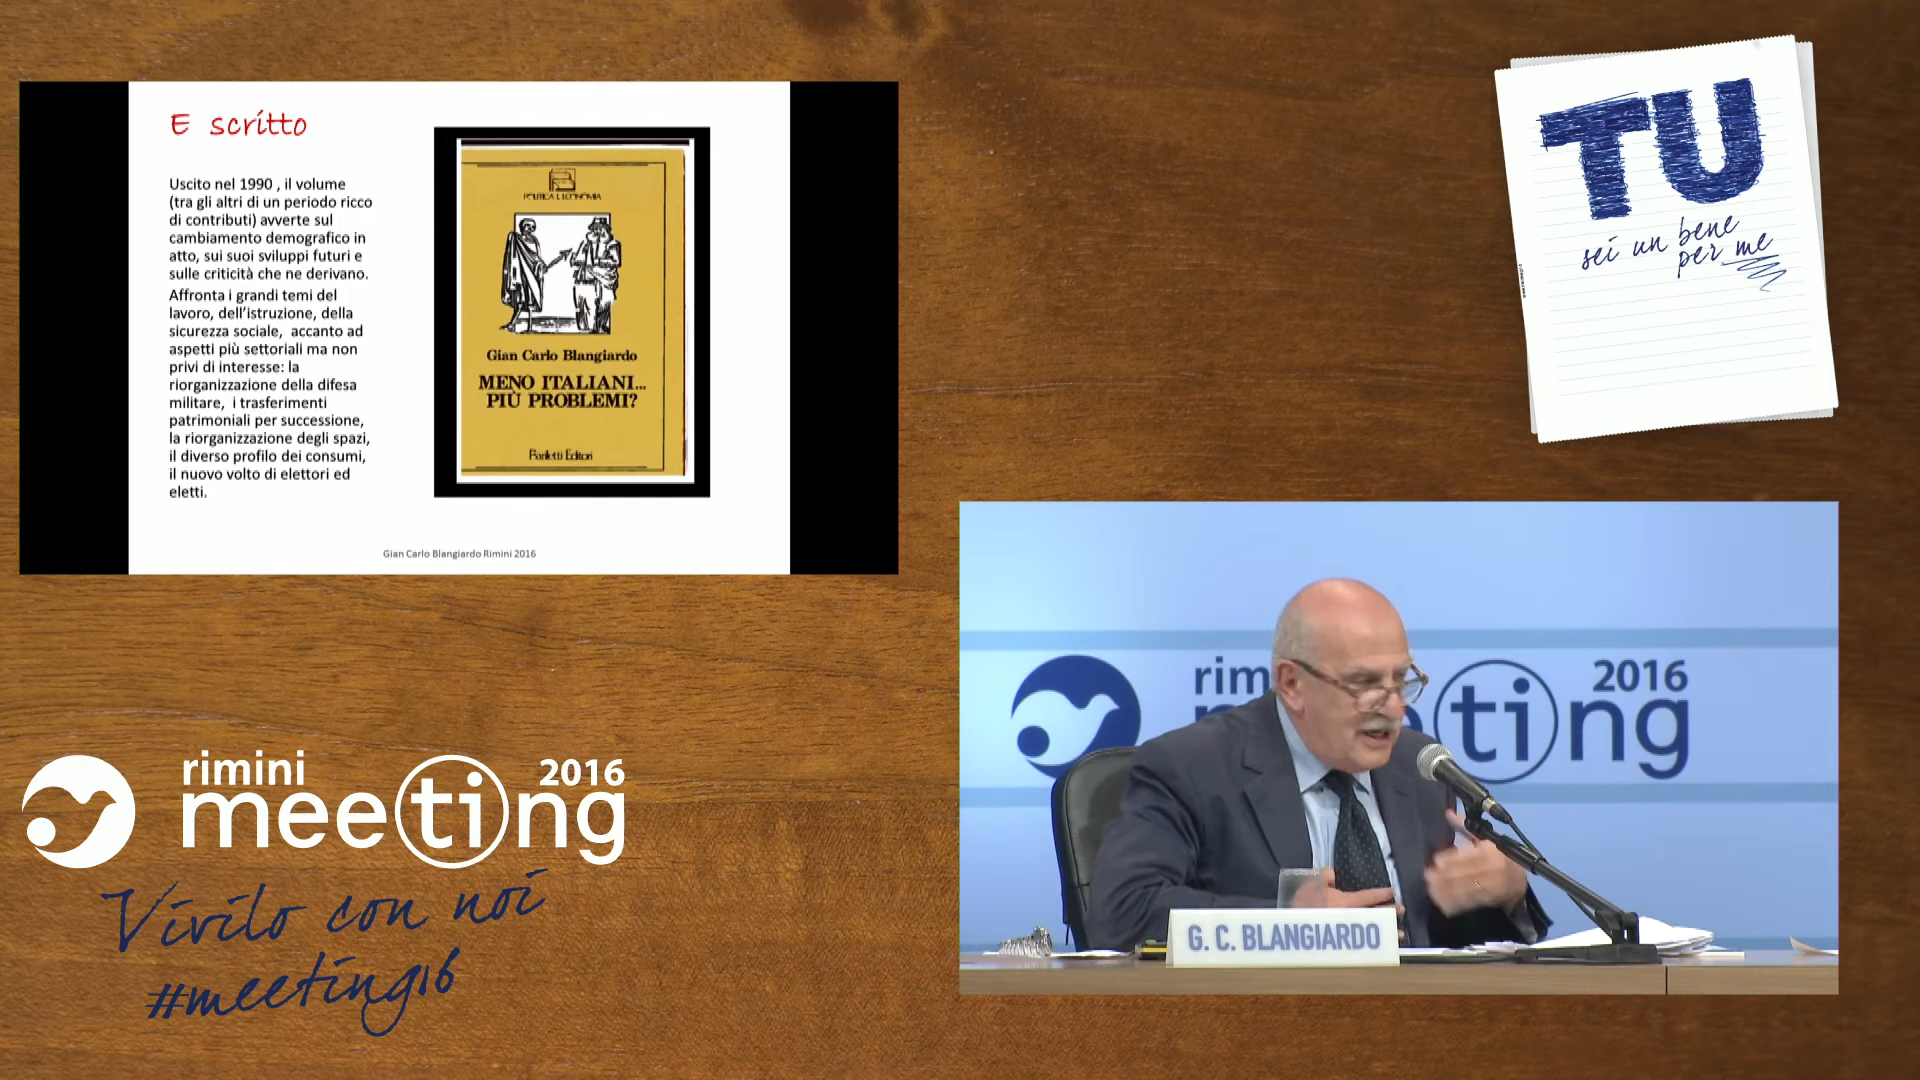 E scritto
Uscito nel 1990 , il volume
(tra gli altri di un periodo ricco
di contributi) avverte sul
cambiamento demografico in
atto, sui suoi sviluppi futuri e
sulle criticità che ne derivano.
Affronta i grandi temi del
lavoro, dell'istruzione, della
sicurezza sociale, accanto ad
aspetti più settoriali ma non
privi di interesse: la
riorganizzazione della difesa
militare, i trasferimenti
patrimoniali per successione,
la riorganizzazione degli spazi,
il diverso profilo dei consumi,
il nuovo volto di elettori ed
eletti.
POLITICA E ECONOMIA
Gian Carlo Blangiardo
MENO ITALIANI...
PIÙ PROBLEMI?
Gian Carlo Blangiardo Rimini 2016
TU
sei un bene
per me
rimini
meeting
2016
Vivilo con noi
#meeting16
rim
2016
G. C. BLANGIARDO